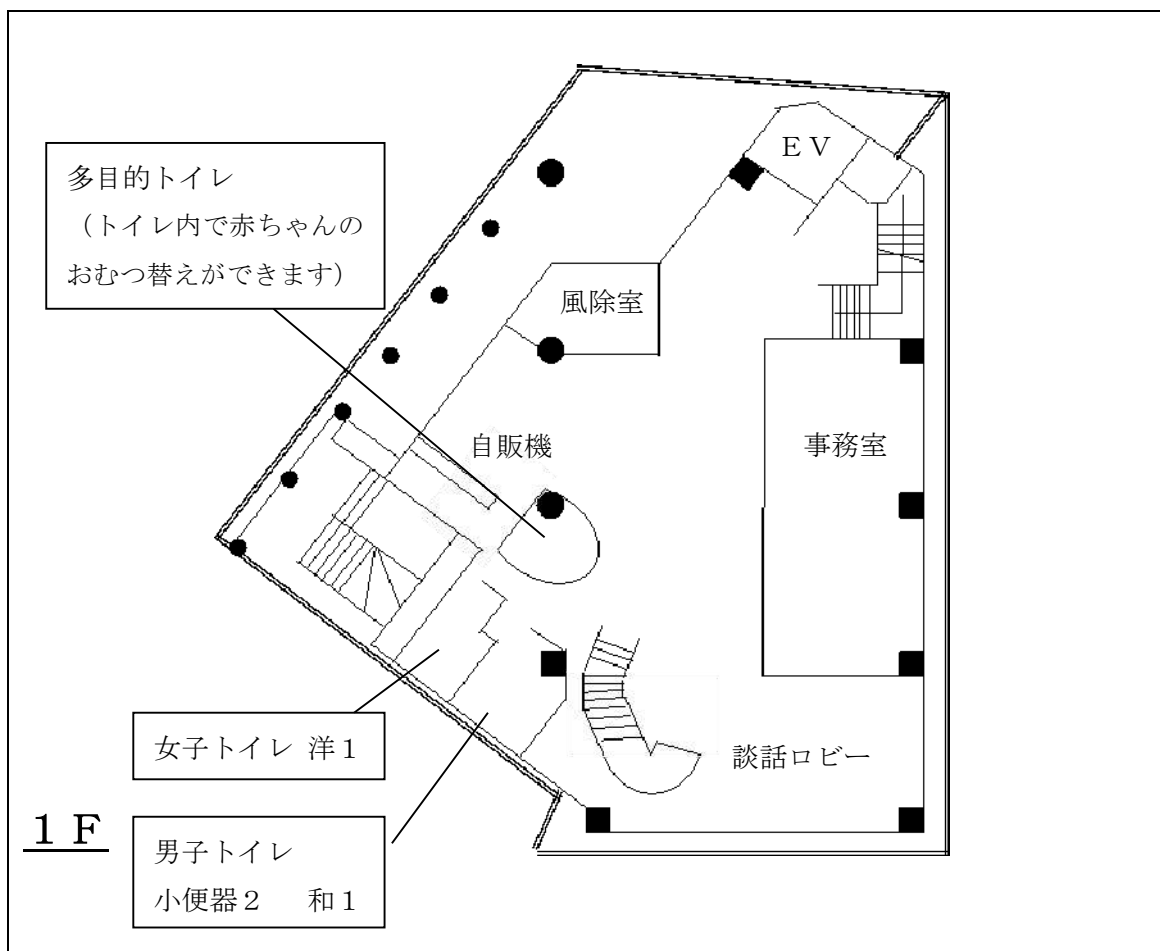 ＥＶ
多目的トイレ
（トイレ内で赤ちゃんの
おむつ替えができます）
風除室
自販機
事務室
女子トイレ 洋１
談話ロビー
１Ｆ
男子トイレ
小便器２　和１